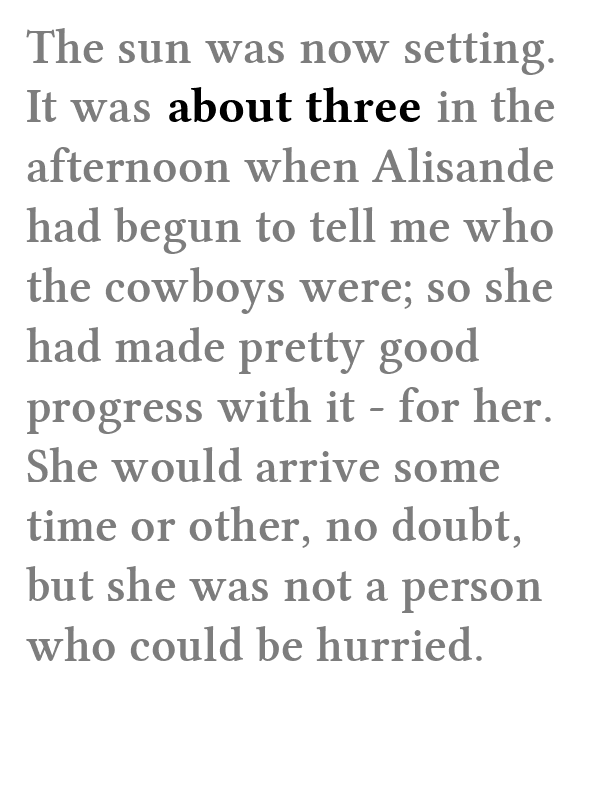 The sun was now setting.
It was about three in the
afternoon when Alisande
had begun to tell me who
the cowboys were; so she
had made pretty good
progress with it - for her.
She would arrive some
time or other, no doubt,
but she was not a person
who could be hurried.